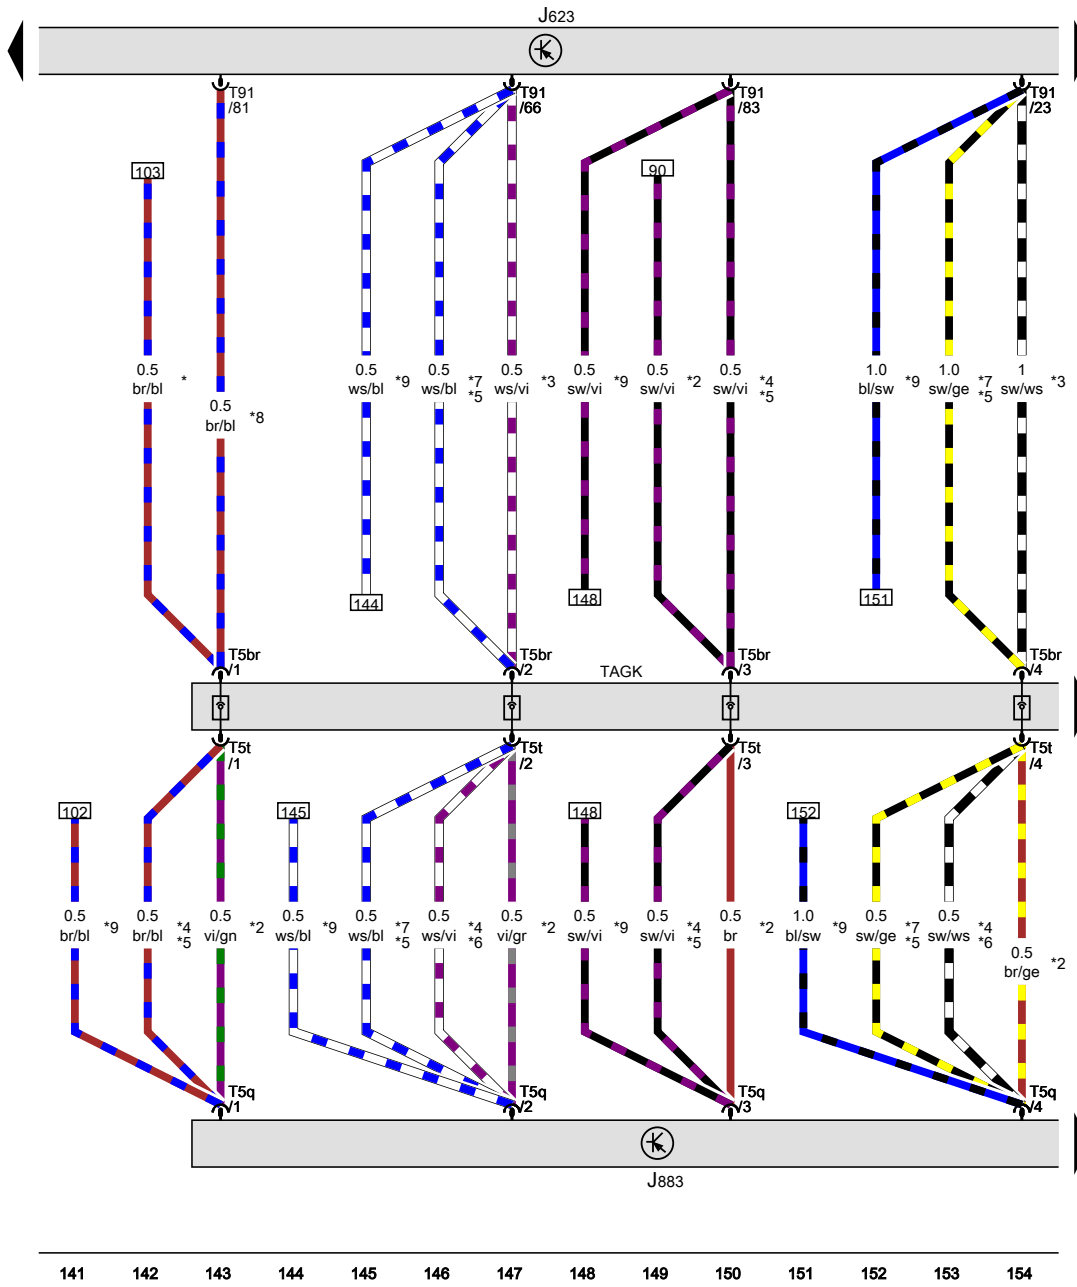 J623
T91 T91 T91 T91
/81 /66 /83 /23
103 90
0.5 0.5 0.5 0.5 0.5 0.5 0.5 1.0 1.0 1
br/bl * ws/bl *9 ws/bl *7 ws/vi *3 sw/vi *9 sw/vi *2 sw/vi *4 bl/sw *9 sw/ge *7 sw/ws *3
*5 *5 *5
0.5
br/bl *8
144 148 151
T5br T5br T5br T5br
/1 /2 /3 /4
TAGK
T5t T5t T5t T5t
/1 /2 /3 /4
102 145 148 152
0.5 0.5 0.5 0.5 0.5 0.5 0.5 0.5 0.5 0.5 1.0 0.5 0.5
br/bl *9 br/bl *4 vi/gn *2 ws/bl *9 ws/bl *7 ws/vi *4 vi/gr *2 sw/vi *9 sw/vi *4 br *2 bl/sw *9 sw/ge *7 sw/ws *4
*5 *5 *6 *5 *5 *6
0.5
br/ge *2
T5q T5q T5q T5q
/1 /2 /3 /4
J883
141 142 143 144 145 146 147 148 149 150 151 152 153 154